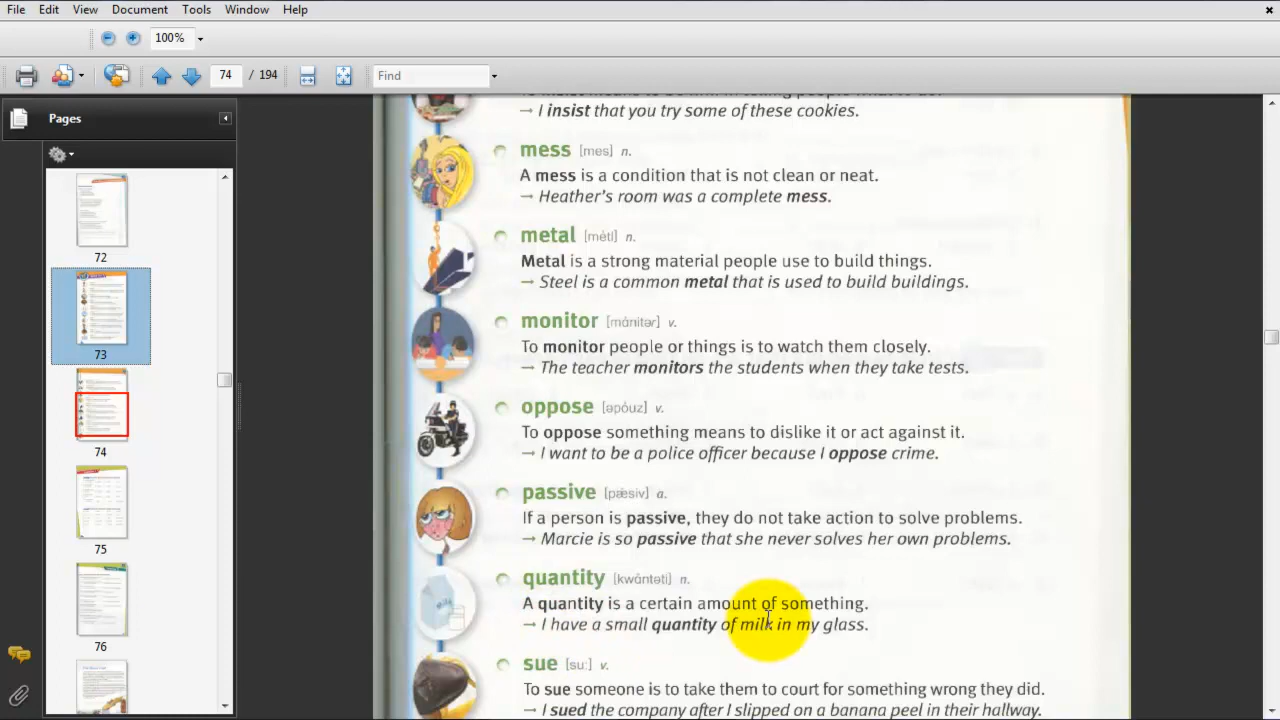 File Edit View Document Tools Window Help
100%
74 / 194 Find
Pages
72
73
74
75
76
→ I insist that you try some of these cookies.
mess [mes] n.
A mess is a condition that is not clean or neat.
→ Heather's room was a complete mess.
metal [métl] n.
Metal is a strong material people use to build things.
→ Steel is a common metal that is used to build buildings.
monitor [mánitər] v.
To monitor people or things is to watch them closely.
→ The teacher monitors the students when they take tests.
oppose [əpóuz] v.
To oppose something means to dislike it or act against it.
→ I want to be a police officer because I oppose crime.
passive [pǽsiv] a.
If a person is passive, they do not take action to solve problems.
→ Marcie is so passive that she never solves her own problems.
quantity [kwántəti] n.
A quantity is a certain amount of something.
→ I have a small quantity of milk in my glass.
sue [su:] v.
To sue someone is to take them to court for something wrong they did.
→ I sued the company after I slipped on a banana peel in their hallway.